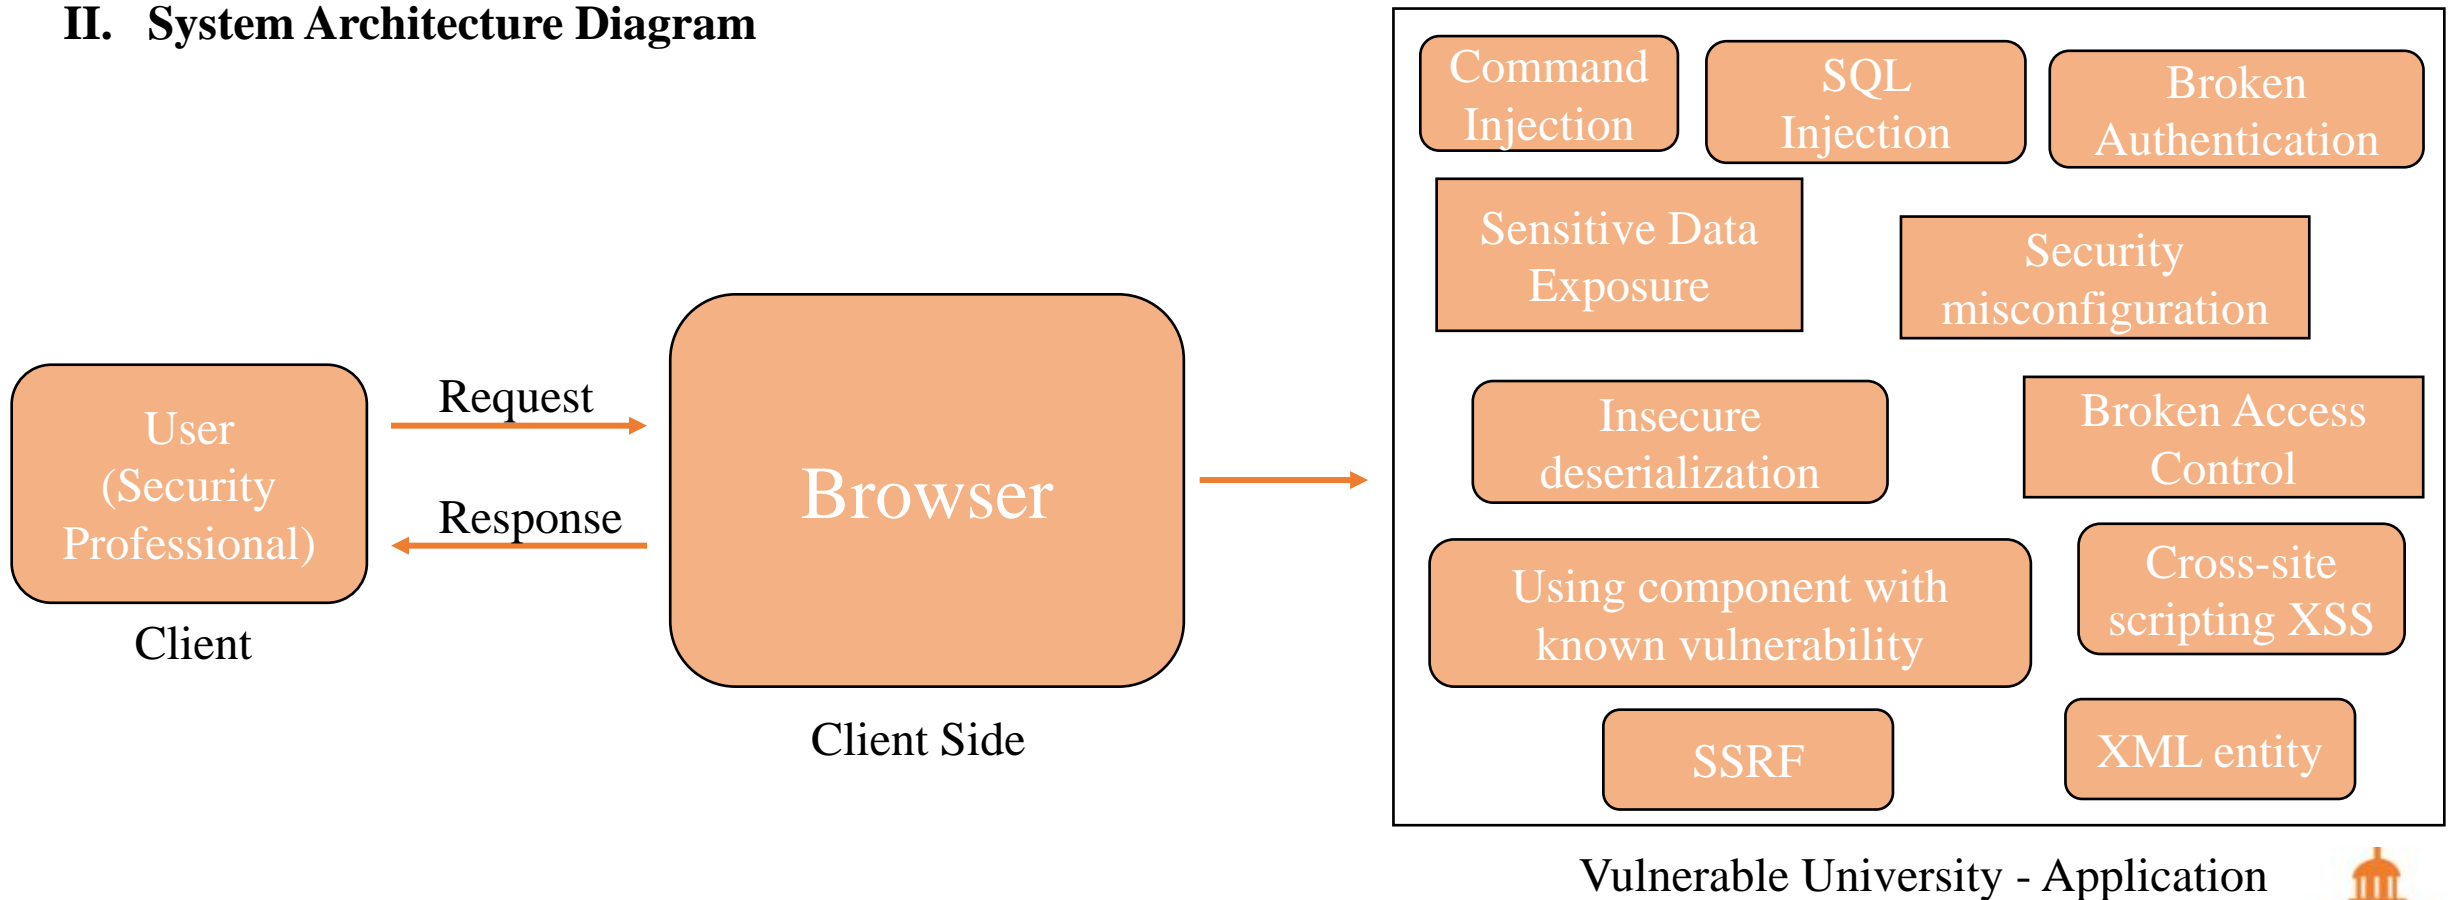 II. System Architecture Diagram
Command
Injection
SQL
Injection
Broken
Authentication
Sensitive Data
Exposure
Security
misconfiguration
User
(Security
Professional)
Client
Request
Response
Browser
Client Side
Insecure
deserialization
Broken Access
Control
Using component with
known vulnerability
Cross-site
scripting XSS
SSRF
XML entity
Vulnerable University - Application